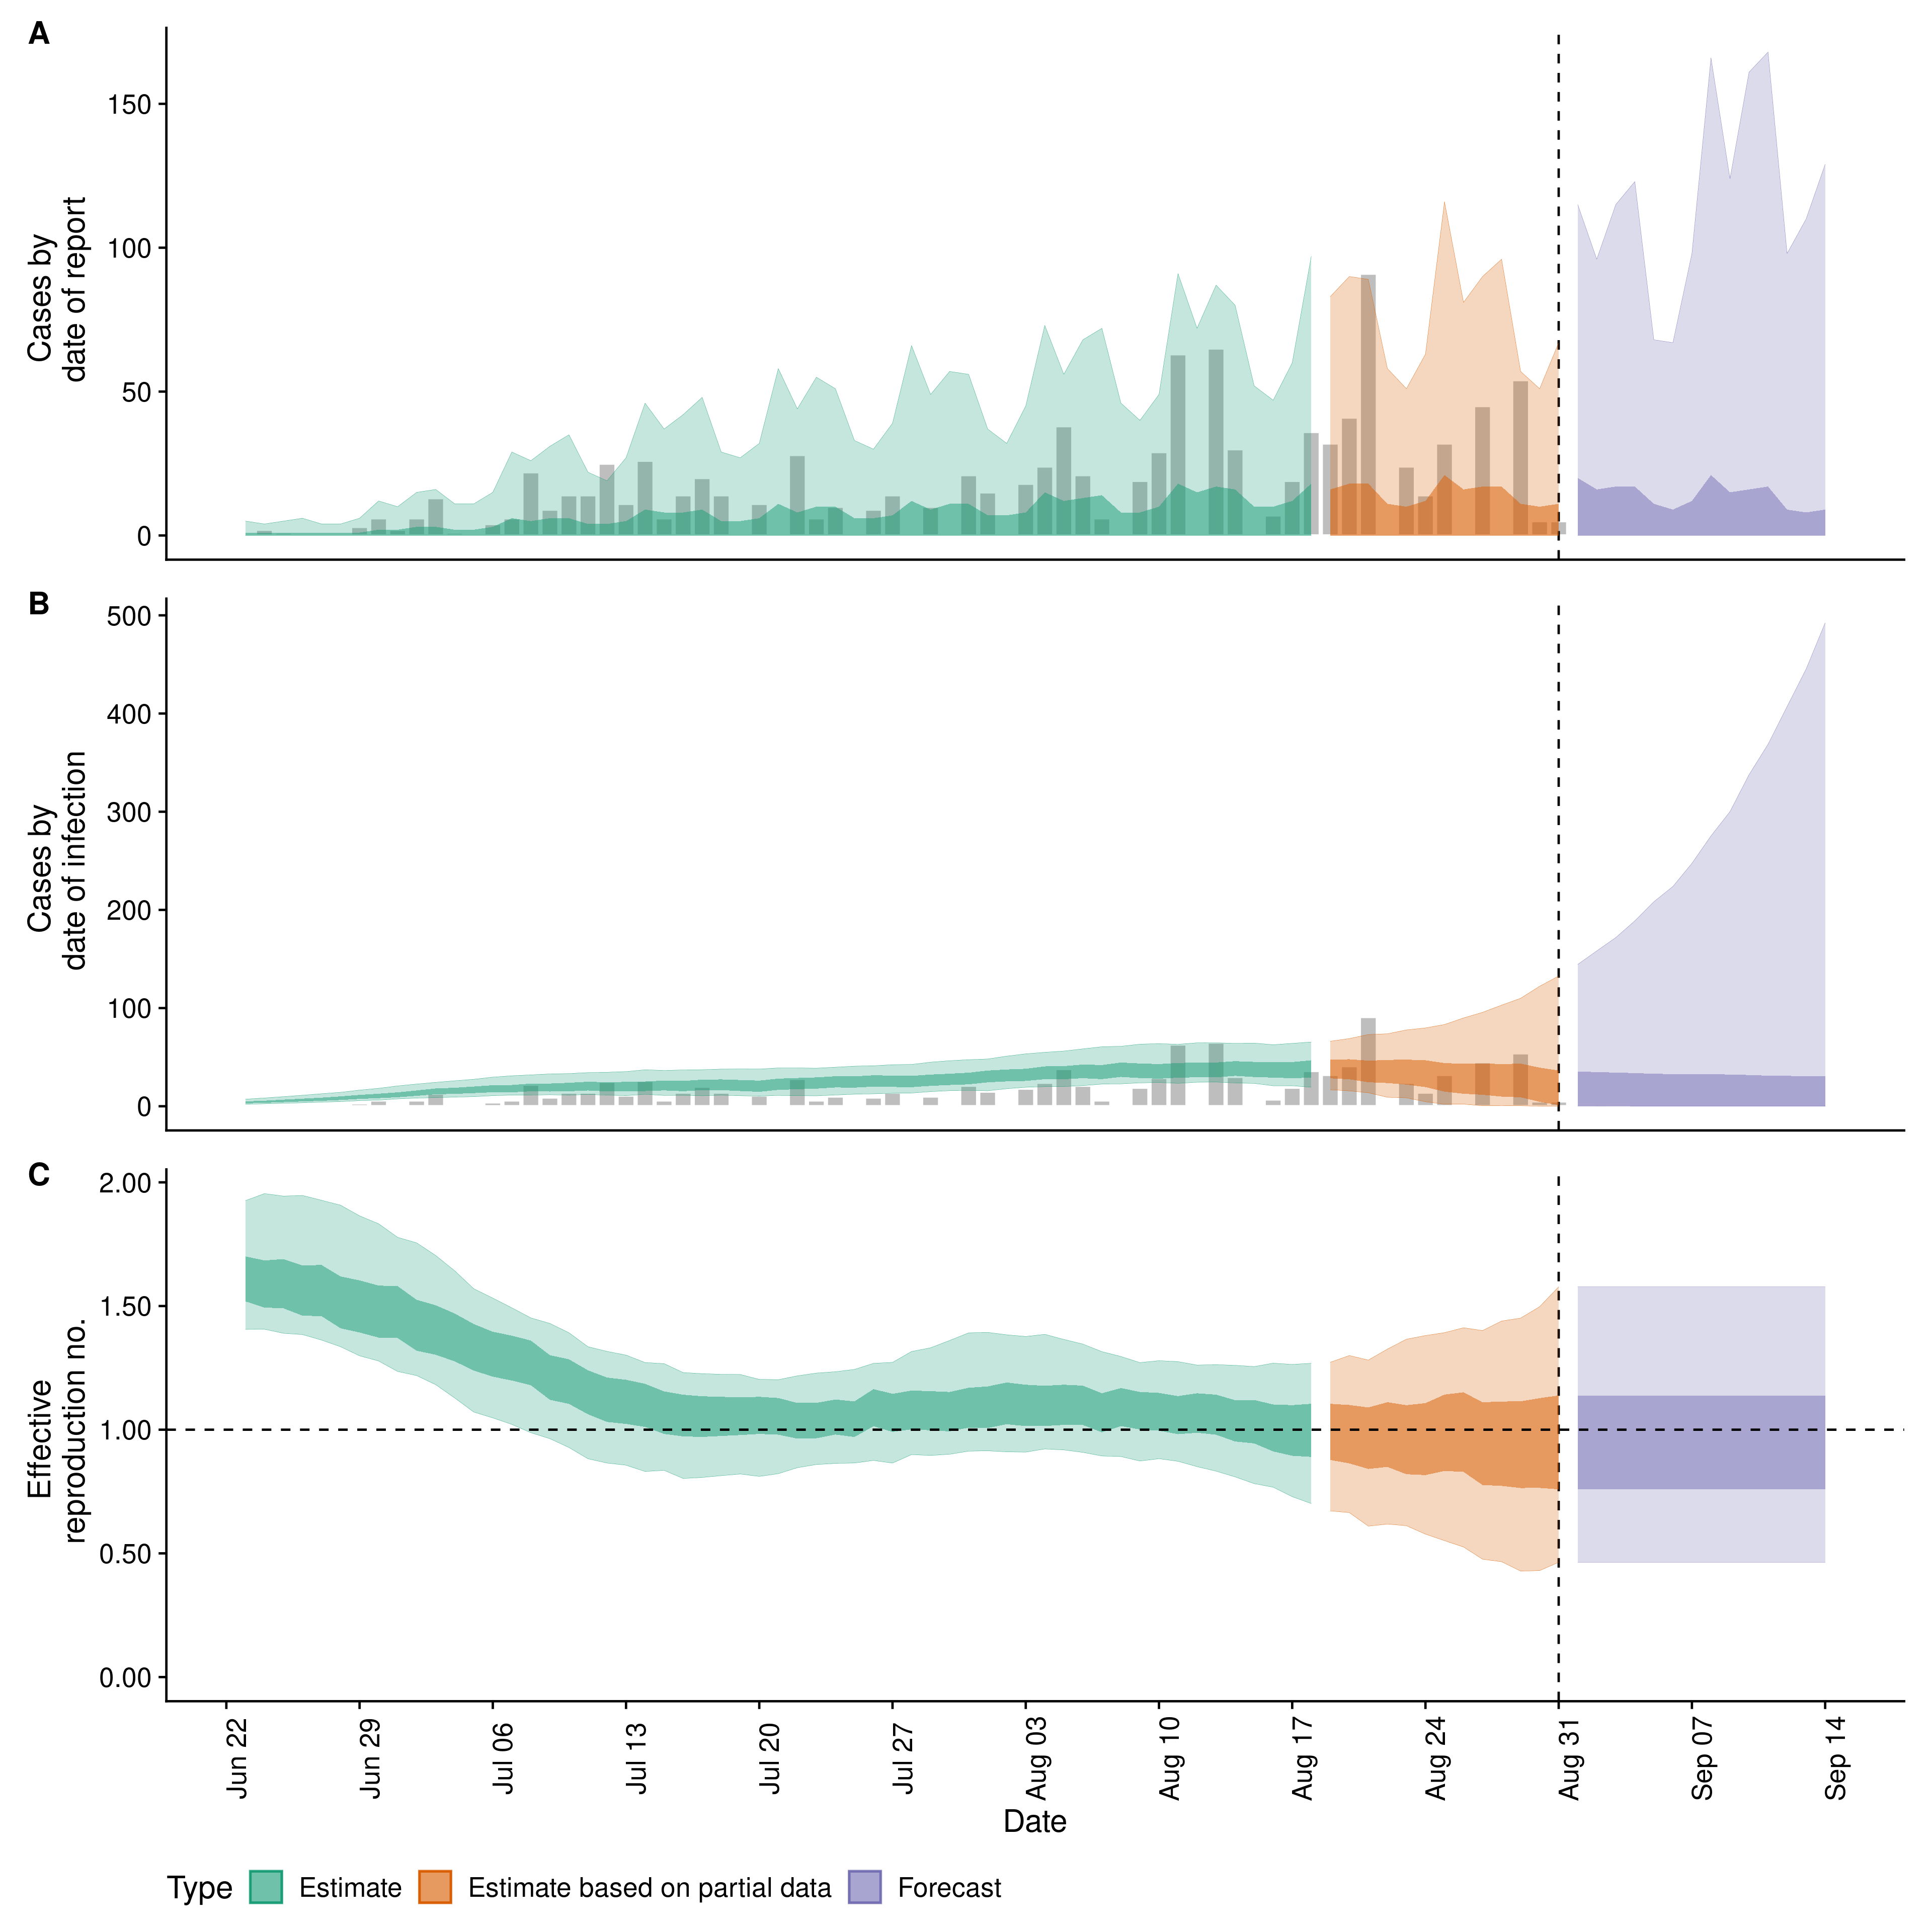 A
Cases by
date of report
150
100
50
0
B
Cases by
date of infection
500
400
300
200
100
0
C
Effective
reproduction no.
2.00
1.50
1.00
0.50
0.00
Jun 22
Jun 29
Jul 06
Jul 13
Jul 20
Jul 27
Aug 03
Aug 10
Aug 17
Aug 24
Aug 31
Sep 07
Sep 14
Date
Type Estimate Estimate based on partial data Forecast